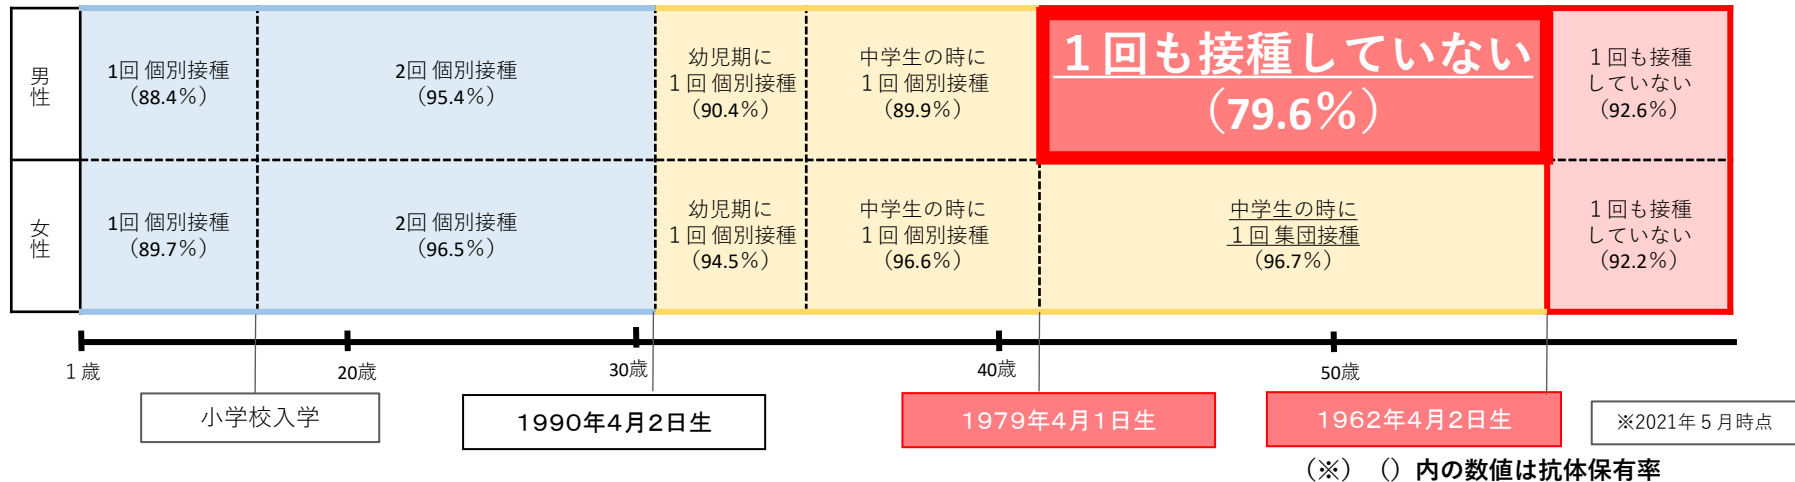 男性
1回 個別接種
（88.4％）
2回 個別接種
（95.4％）
幼児期に
１回 個別接種
（90.4％）
中学生の時に
１回 個別接種
（89.9％）
１回も接種していない
（79.6％）
１回も接種
していない
（92.6％）
女性
1回 個別接種
（89.7％）
2回 個別接種
（96.5％）
幼児期に
１回 個別接種
（94.5％）
中学生の時に
１回 個別接種
（96.6％）
中学生の時に
１回 集団接種
（96.7％）
１回も接種
していない
（92.2％）
１歳
20歳
30歳
40歳
50歳
小学校入学
1990年4月2日生
1979年4月1日生
1962年4月2日生
※2021年５月時点
（※）（）内の数値は抗体保有率